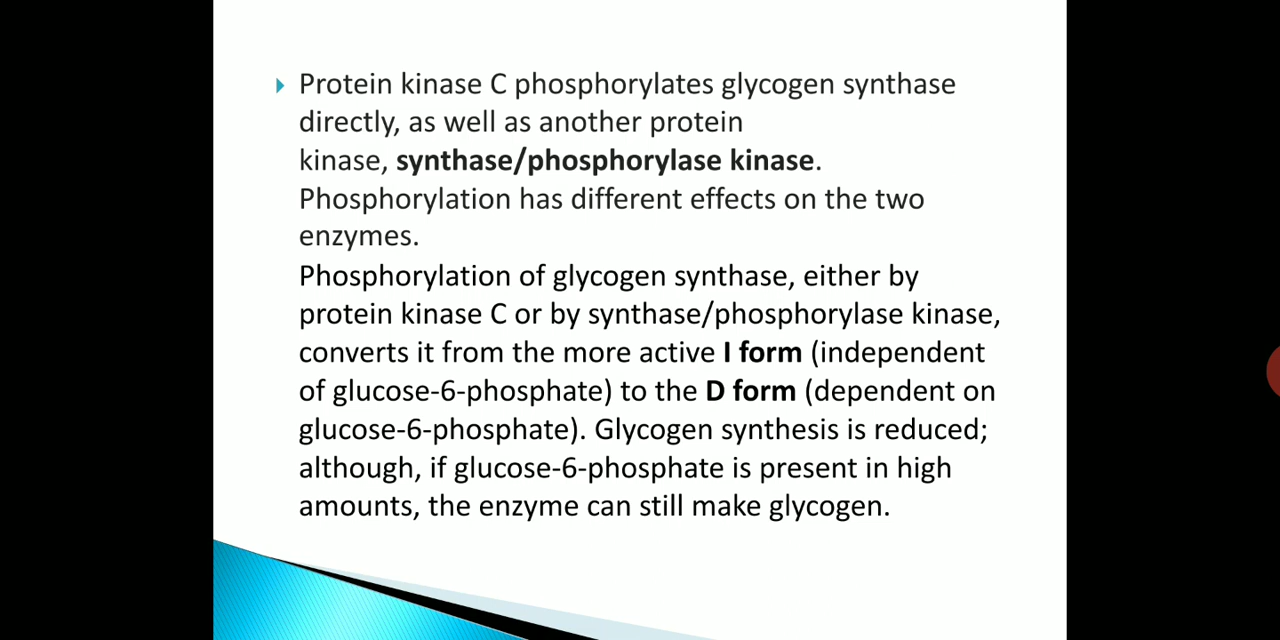 Protein kinase C phosphorylates glycogen synthase
directly, as well as another protein
kinase, synthase/phosphorylase kinase.
Phosphorylation has different effects on the two
enzymes.
Phosphorylation of glycogen synthase, either by
protein kinase C or by synthase/phosphorylase kinase,
converts it from the more active I form (independent
of glucose-6-phosphate) to the D form (dependent on
glucose-6-phosphate). Glycogen synthesis is reduced;
although, if glucose-6-phosphate is present in high
amounts, the enzyme can still make glycogen.